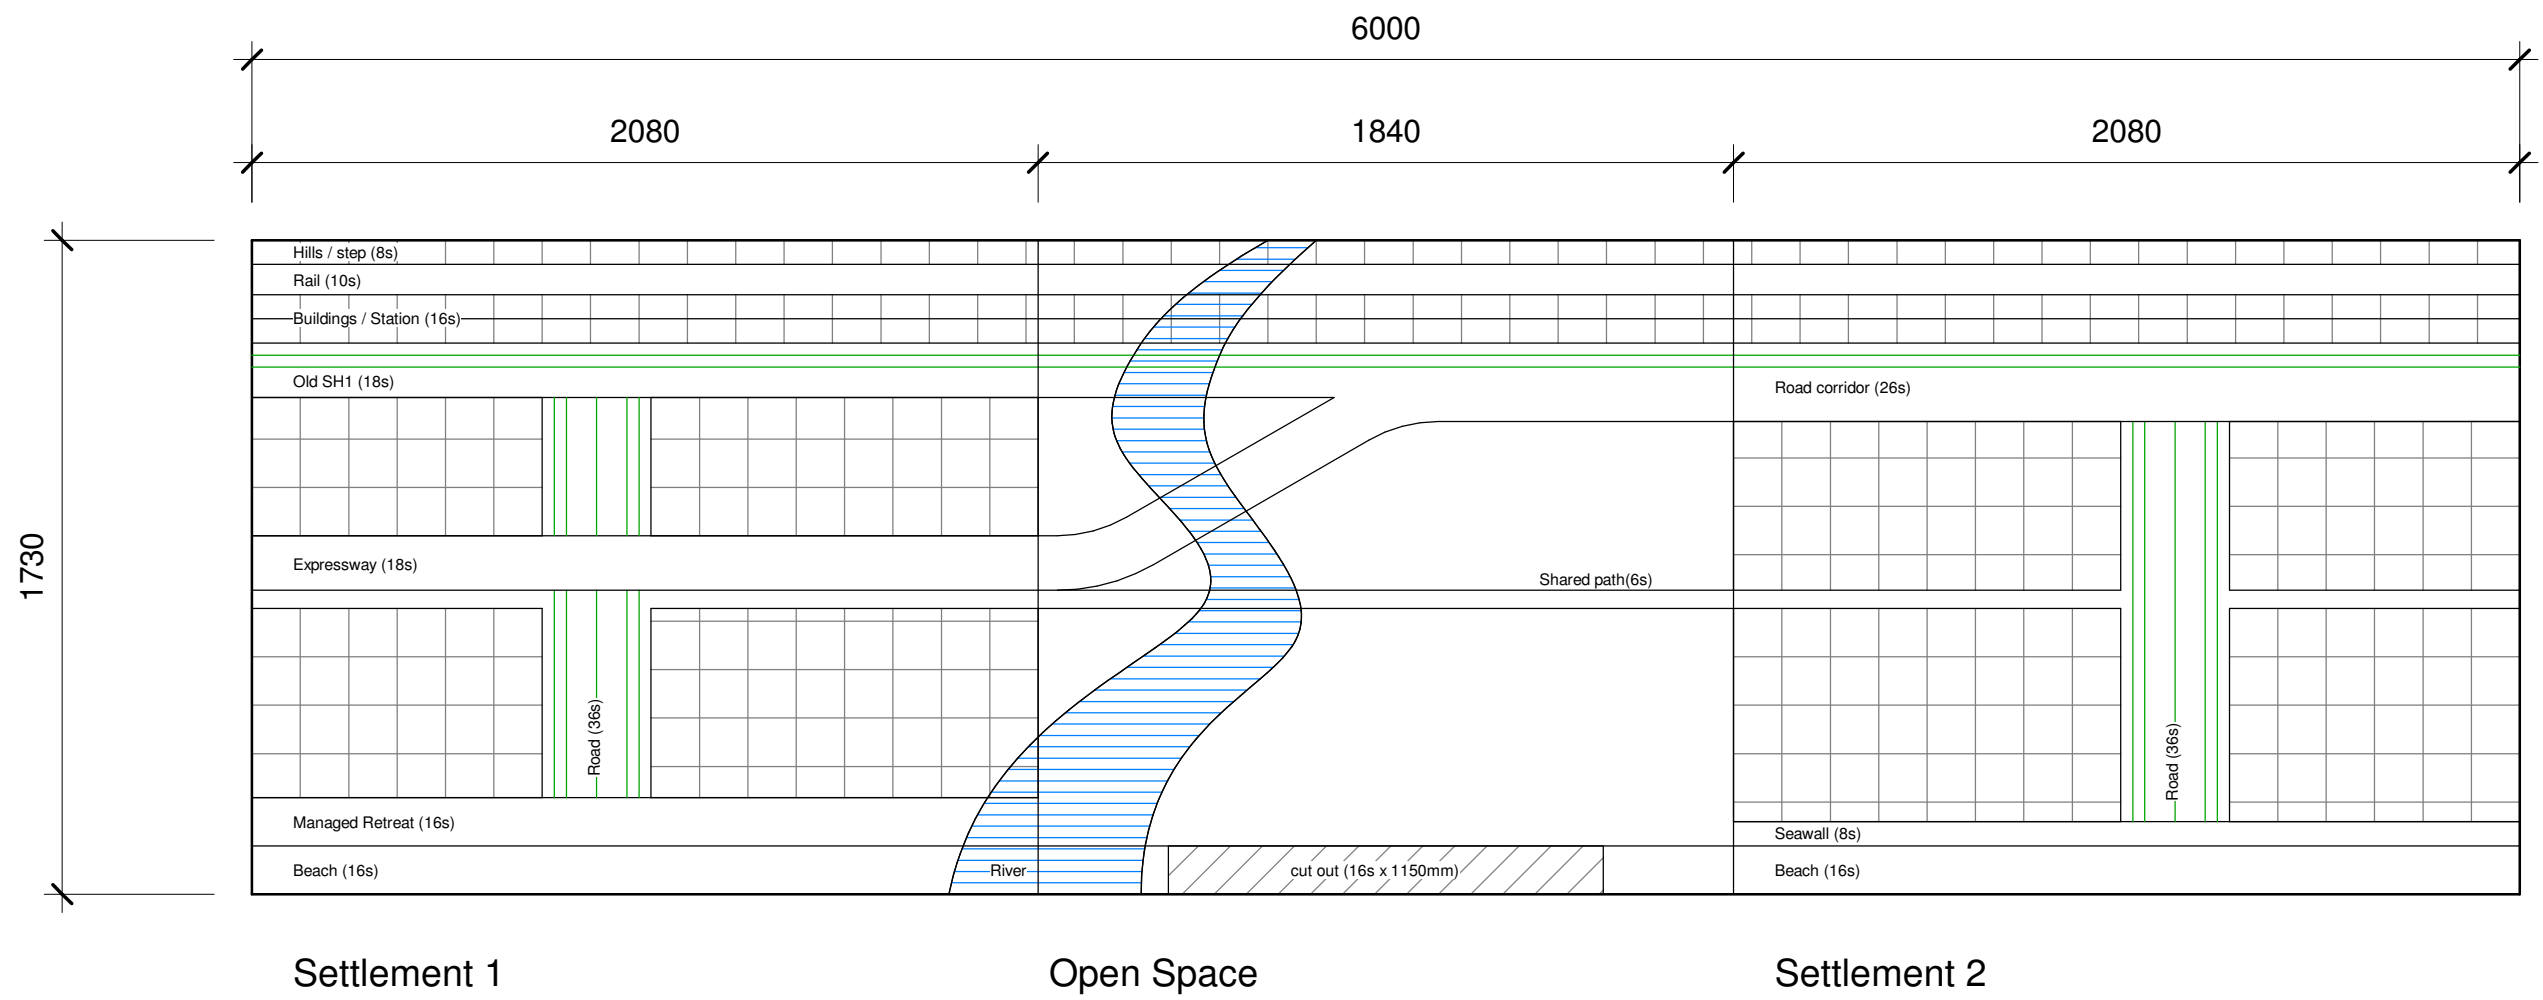 6000
2080
1840
2080
1730
Hills / step (8s)
Rail (10s)
Buildings / Station (16s)
Old SH1 (18s)
Road corridor (26s)
Expressway (18s)
Shared path(6s)
Road (36s)
Road (36s)
Managed Retreat (16s)
Seawall (8s)
Beach (16s)
River
cut out (16s x 1150mm)
Beach (16s)
Settlement 1
Open Space
Settlement 2